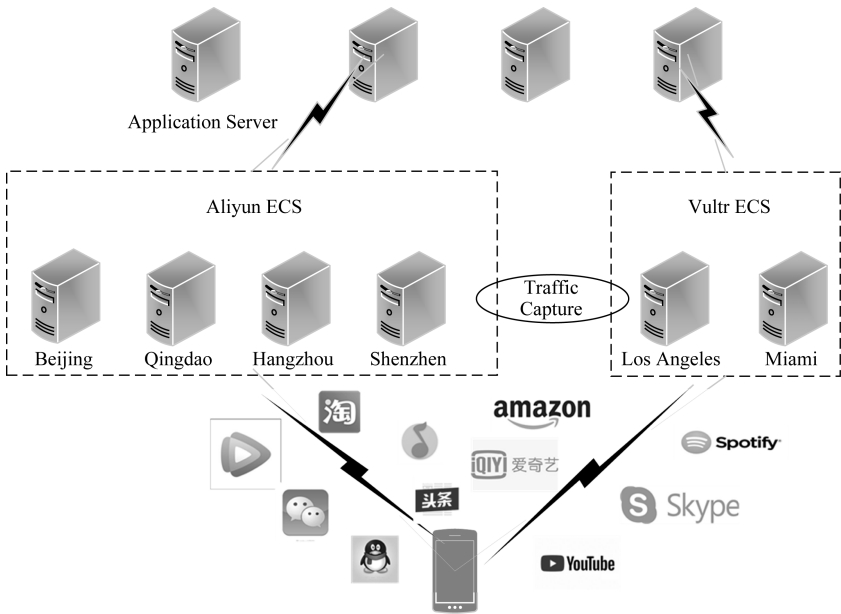 Application Server
Aliyun ECS
Vultr ECS
Traffic
Capture
Beijing
Qingdao
Hangzhou
Shenzhen
Los Angeles
Miami
淘
amazon
Spotify
iQIYI 爱奇艺
头条
S Skype
YouTube